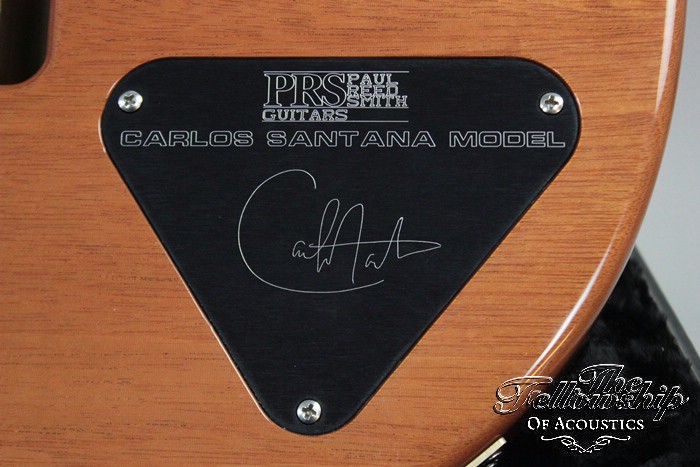 PRS PAUL
REED
SMITH
GUITARS
CARLOS SANTANA MODEL
The
Fellowship
OF ACOUSTICS